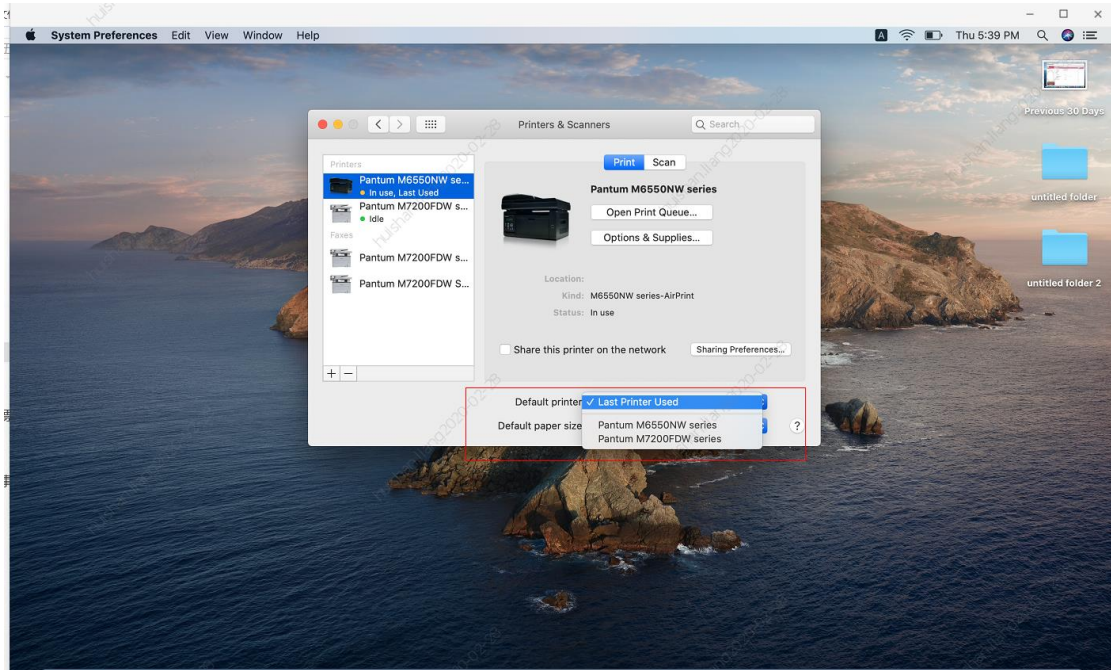 System Preferences Edit View Window Help
A Thu 5:39 PM
Previous 30 Days
untitled folder
untitled folder 2
Printers & Scanners
Search
Printers
Pantum M6550NW se...
In use, Last Used
Pantum M7200FDW s...
Idle
Faxes
Pantum M7200FDW s...
Pantum M7200FDW S...
+ −
Print Scan
Pantum M6550NW series
Open Print Queue...
Options & Supplies...
Location:
Kind: M6550NW series-AirPrint
Status: In use
Share this printer on the network Sharing Preferences...
Default printer ✓ Last Printer Used
Default paper size Pantum M6550NW series
Pantum M7200FDW series
?